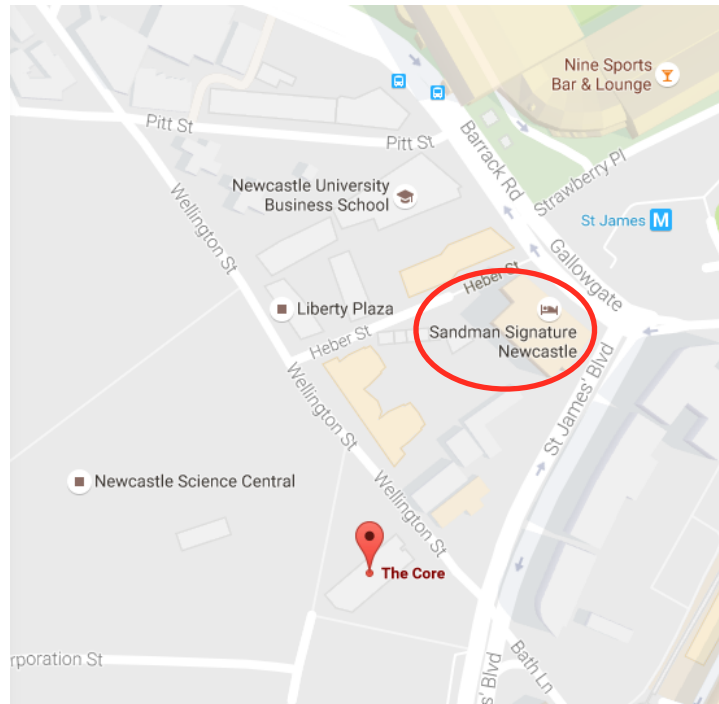 Nine Sports
Bar & Lounge
Pitt St
Pitt St
Barrack Rd
Strawberry Pl
Newcastle University
Business School
Wellington St
St James M
Gallowgate
Heber St
Liberty Plaza
Sandman Signature
Newcastle
Heber St
St James' Blvd
Wellington St
Newcastle Science Central
Wellington St
The Core
rporation St
Bath Ln
s' Blvd